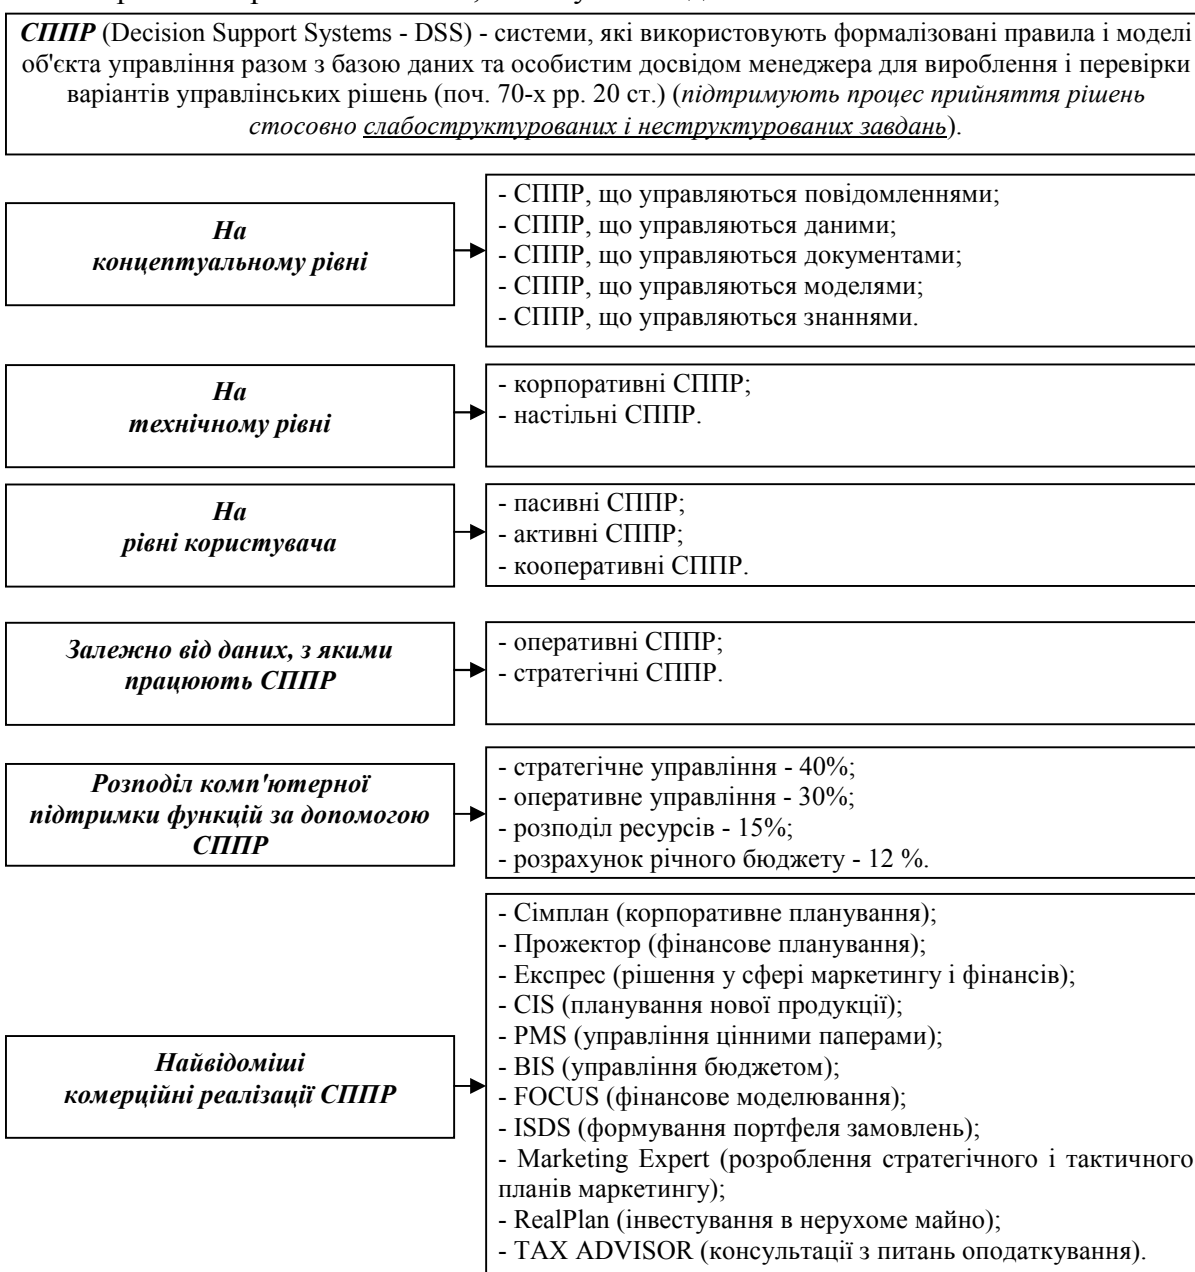 СППР (Decision Support Systems - DSS) - системи, які використовують формалізовані правила і моделі
об'єкта управління разом з базою даних та особистим досвідом менеджера для вироблення і перевірки
варіантів управлінських рішень (поч. 70-х рр. 20 ст.) (підтримують процес прийняття рішень
стосовно слабоструктурованих і неструктурованих завдань).
На
концептуальному рівні
- СППР, що управляються повідомленнями;
- СППР, що управляються даними;
- СППР, що управляються документами;
- СППР, що управляються моделями;
- СППР, що управляються знаннями.
На
технічному рівні
- корпоративні СППР;
- настільні СППР.
На
рівні користувача
- пасивні СППР;
- активні СППР;
- кооперативні СППР.
Залежно від даних, з якими
працюють СППР
- оперативні СППР;
- стратегічні СППР.
Розподіл комп'ютерної
підтримки функцій за допомогою
СППР
- стратегічне управління - 40%;
- оперативне управління - 30%;
- розподіл ресурсів - 15%;
- розрахунок річного бюджету - 12 %.
Найвідоміші
комерційні реалізації СППР
- Сімплан (корпоративне планування);
- Прожектор (фінансове планування);
- Експрес (рішення у сфері маркетингу і фінансів);
- CIS (планування нової продукції);
- PMS (управління цінними паперами);
- BIS (управління бюджетом);
- FOCUS (фінансове моделювання);
- ISDS (формування портфеля замовлень);
- Marketing Expert (розроблення стратегічного і тактичного
планів маркетингу);
- RealPlan (інвестування в нерухоме майно);
- TAX ADVISOR (консультації з питань оподаткування).